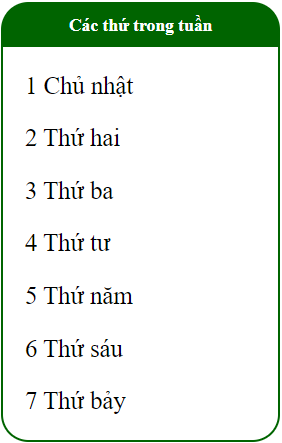 Các thứ trong tuần
1 Chủ nhật
2 Thứ hai
3 Thứ ba
4 Thứ tư
5 Thứ năm
6 Thứ sáu
7 Thứ bảy